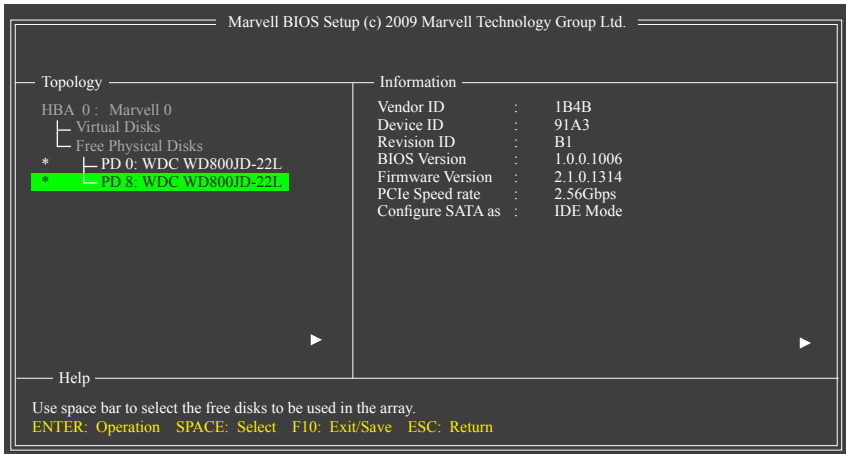 Marvell BIOS Setup (c) 2009 Marvell Technology Group Ltd.
Topology
HBA 0 : Marvell 0
Virtual Disks
Free Physical Disks
* PD 0: WDC WD800JD-22L
* PD 8: WDC WD800JD-22L
Information
Vendor ID : 1B4B
Device ID : 91A3
Revision ID : B1
BIOS Version : 1.0.0.1006
Firmware Version : 2.1.0.1314
PCIe Speed rate : 2.56Gbps
Configure SATA as : IDE Mode
Help
Use space bar to select the free disks to be used in the array.
ENTER: Operation SPACE: Select F10: Exit/Save ESC: Return